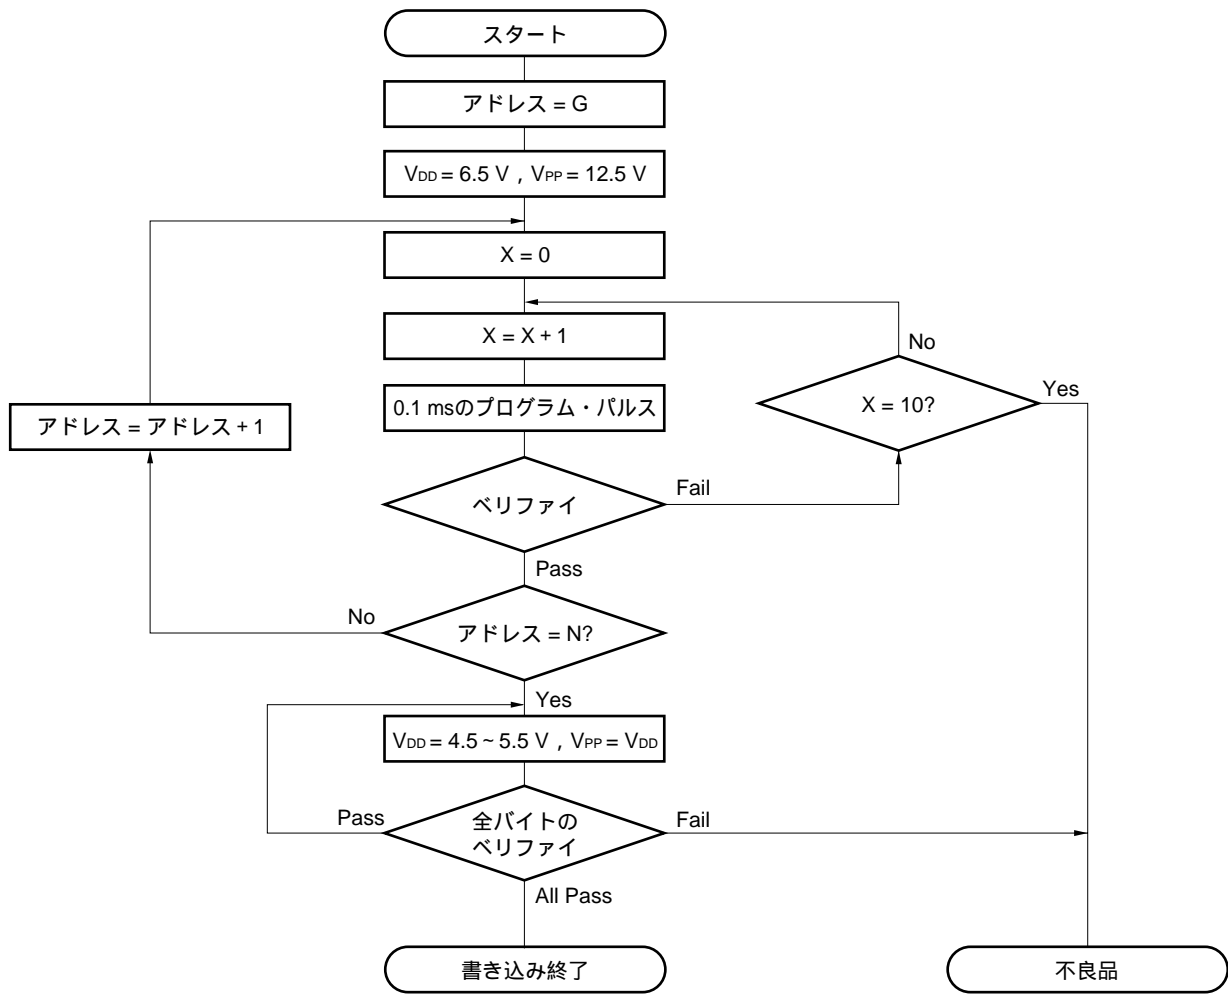 スタート
アドレス = G
VDD = 6.5 V , VPP = 12.5 V
X = 0
X = X + 1
No
X = 10?
Yes
0.1 msのプログラム・パルス
アドレス = アドレス + 1
ベリファイ
Fail
Pass
No
アドレス = N?
Yes
VDD = 4.5 ~ 5.5 V , VPP = VDD
Pass
全バイトの
ベリファイ
Fail
All Pass
書き込み終了
不良品